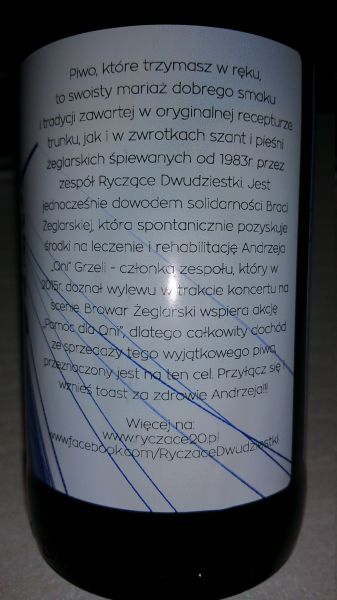 Piwo, które trzymasz w ręku,
to swoisty mariaż dobrego smaku
i tradycji zawartej w oryginalnej recepturze
trunku, jak i w zwrotkach szant i pieśni
żeglarskich śpiewanych od 1983r. przez
zespół Ryczące Dwudziestki. Jest
jednocześnie dowodem solidarności Braci
Żeglarskiej, która spontanicznie pozyskuje
środki na leczenie i rehabilitację Andrzeja
„Qni” Grzeli - członka zespołu, który w
2015r. doznał wylewu w trakcie koncertu na
scenie Browar Żeglarski wspiera akcję
„Pomoc dla Qni”, dlatego całkowity dochód
ze sprzedaży tego wyjątkowego piwa
przeznaczony jest na ten cel. Przyłącz się i
wznieś toast za zdrowie Andrzeja!!!
Więcej na:
www.ryczace20.pl
www.facebook.com/RyczaceDwudziestki